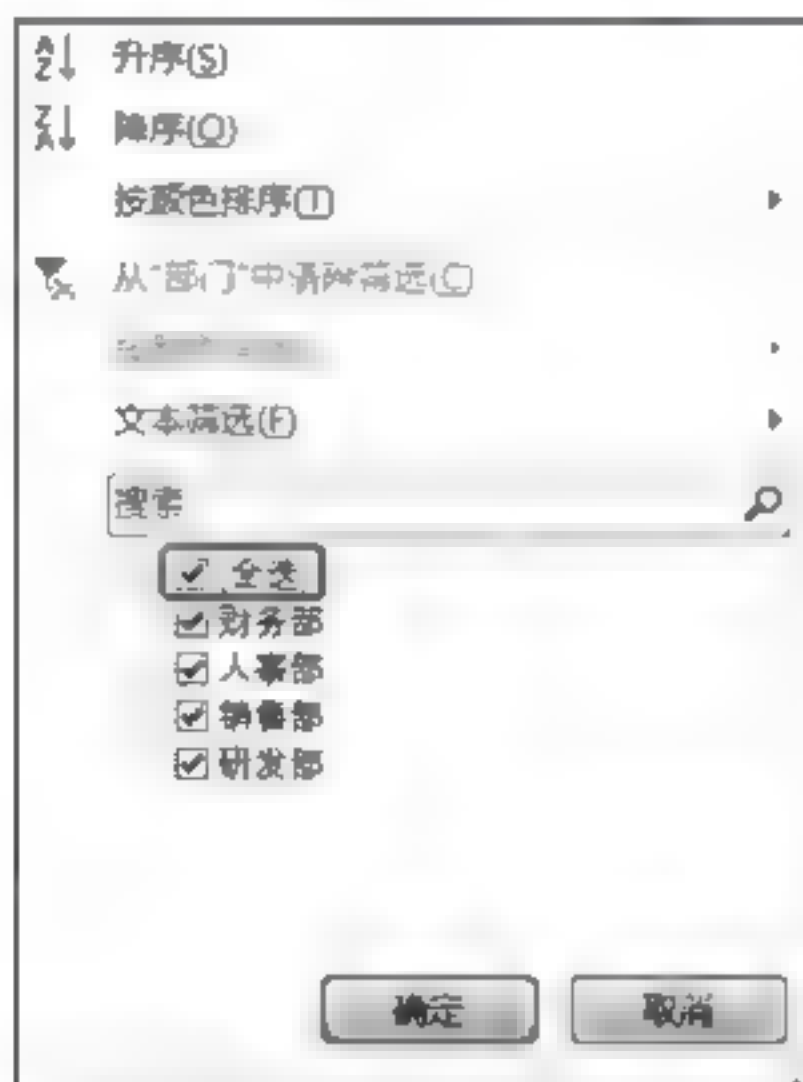 升序(S)
降序(O)
按颜色排序(T)
从"部门"中清除筛选(C)
文本筛选(F)
搜索
全选
财务部
人事部
销售部
研发部
确定
取消